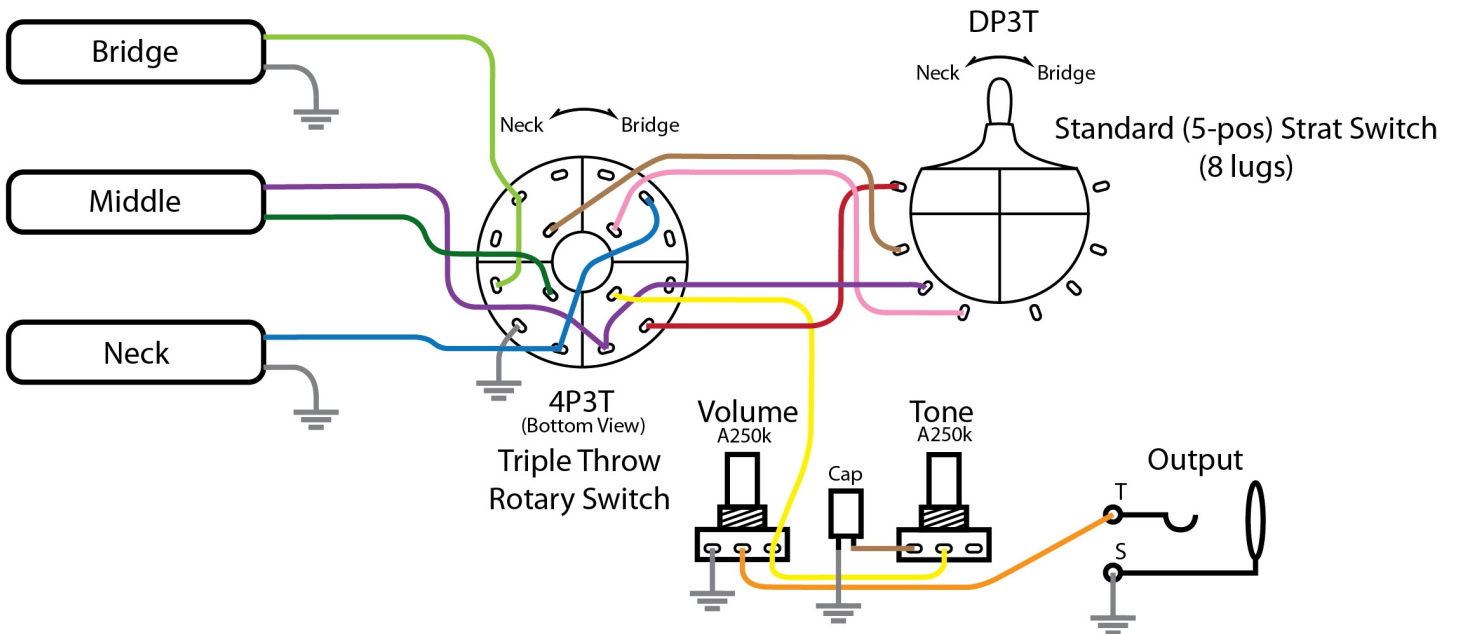 Bridge
Middle
Neck
Neck
Bridge
4P3T
(Bottom View)
Triple Throw
Rotary Switch
DP3T
Neck
Bridge
Standard (5-pos) Strat Switch
(8 lugs)
Volume
A250k
Cap
Tone
A250k
Output
T
S